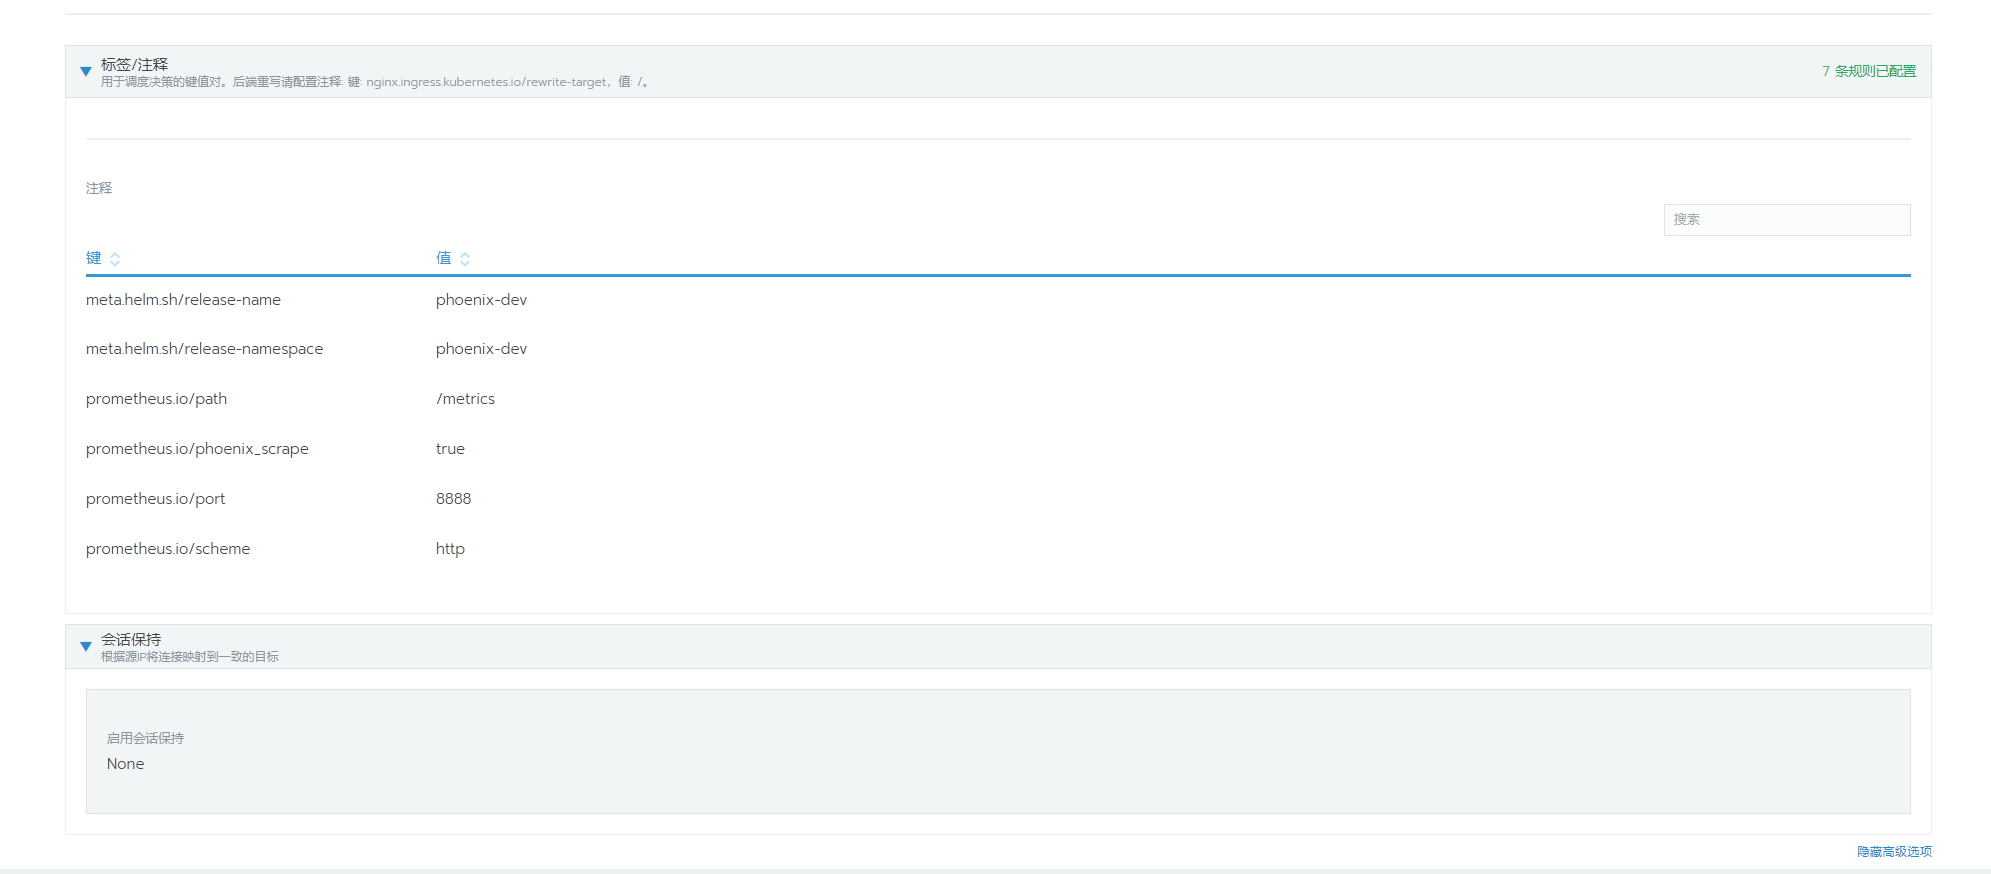 标签/注释
用于调度决策的键值对。后端重写请配置注释: 键: nginx.ingress.kubernetes.io/rewrite-target，值: /。
7 条规则已配置
注释
搜索
键 值
meta.helm.sh/release-name phoenix-dev
meta.helm.sh/release-namespace phoenix-dev
prometheus.io/path /metrics
prometheus.io/phoenix_scrape true
prometheus.io/port 8888
prometheus.io/scheme http
会话保持
根据源IP将连接映射到一致的目标
启用会话保持
None
隐藏高级选项